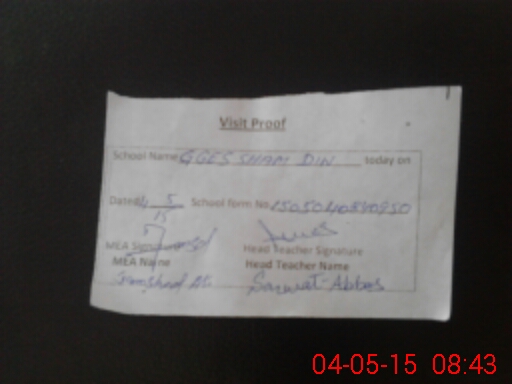 Visit Proof
School Name GGES SHAM DIN today on
Dated 4 5 School form No 
15
MEA Signature Head Teacher Signature
MEA Name Head Teacher Name
Sarwat Abbas
04-05-15 08:43